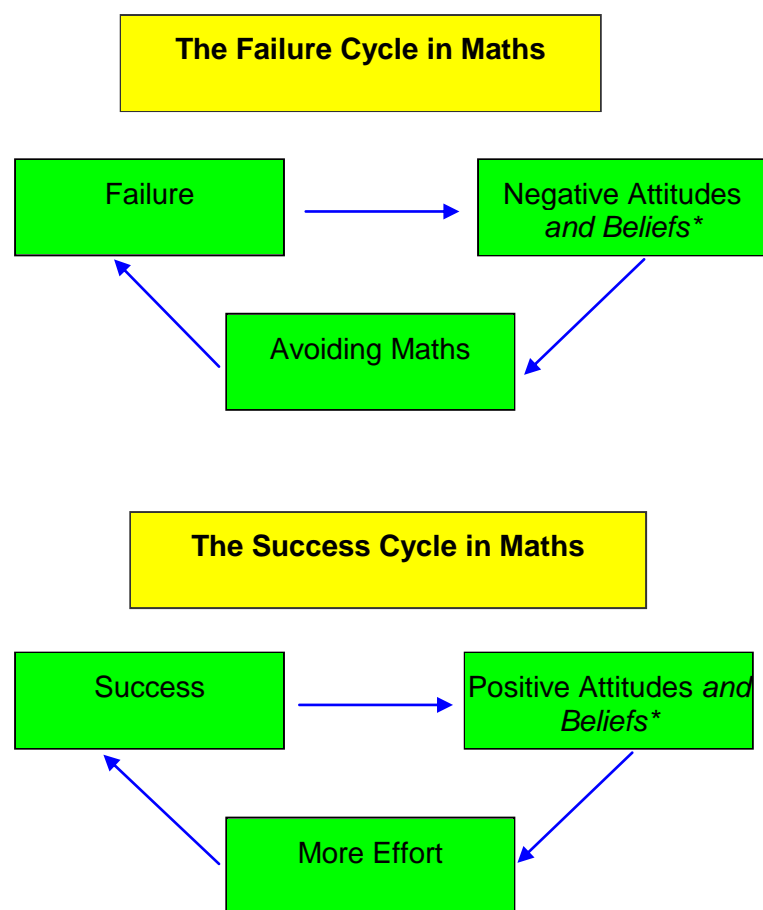 The Failure Cycle in Maths
Failure
Negative Attitudes
and Beliefs*
Avoiding Maths
The Success Cycle in Maths
Success
Positive Attitudes and
Beliefs*
More Effort